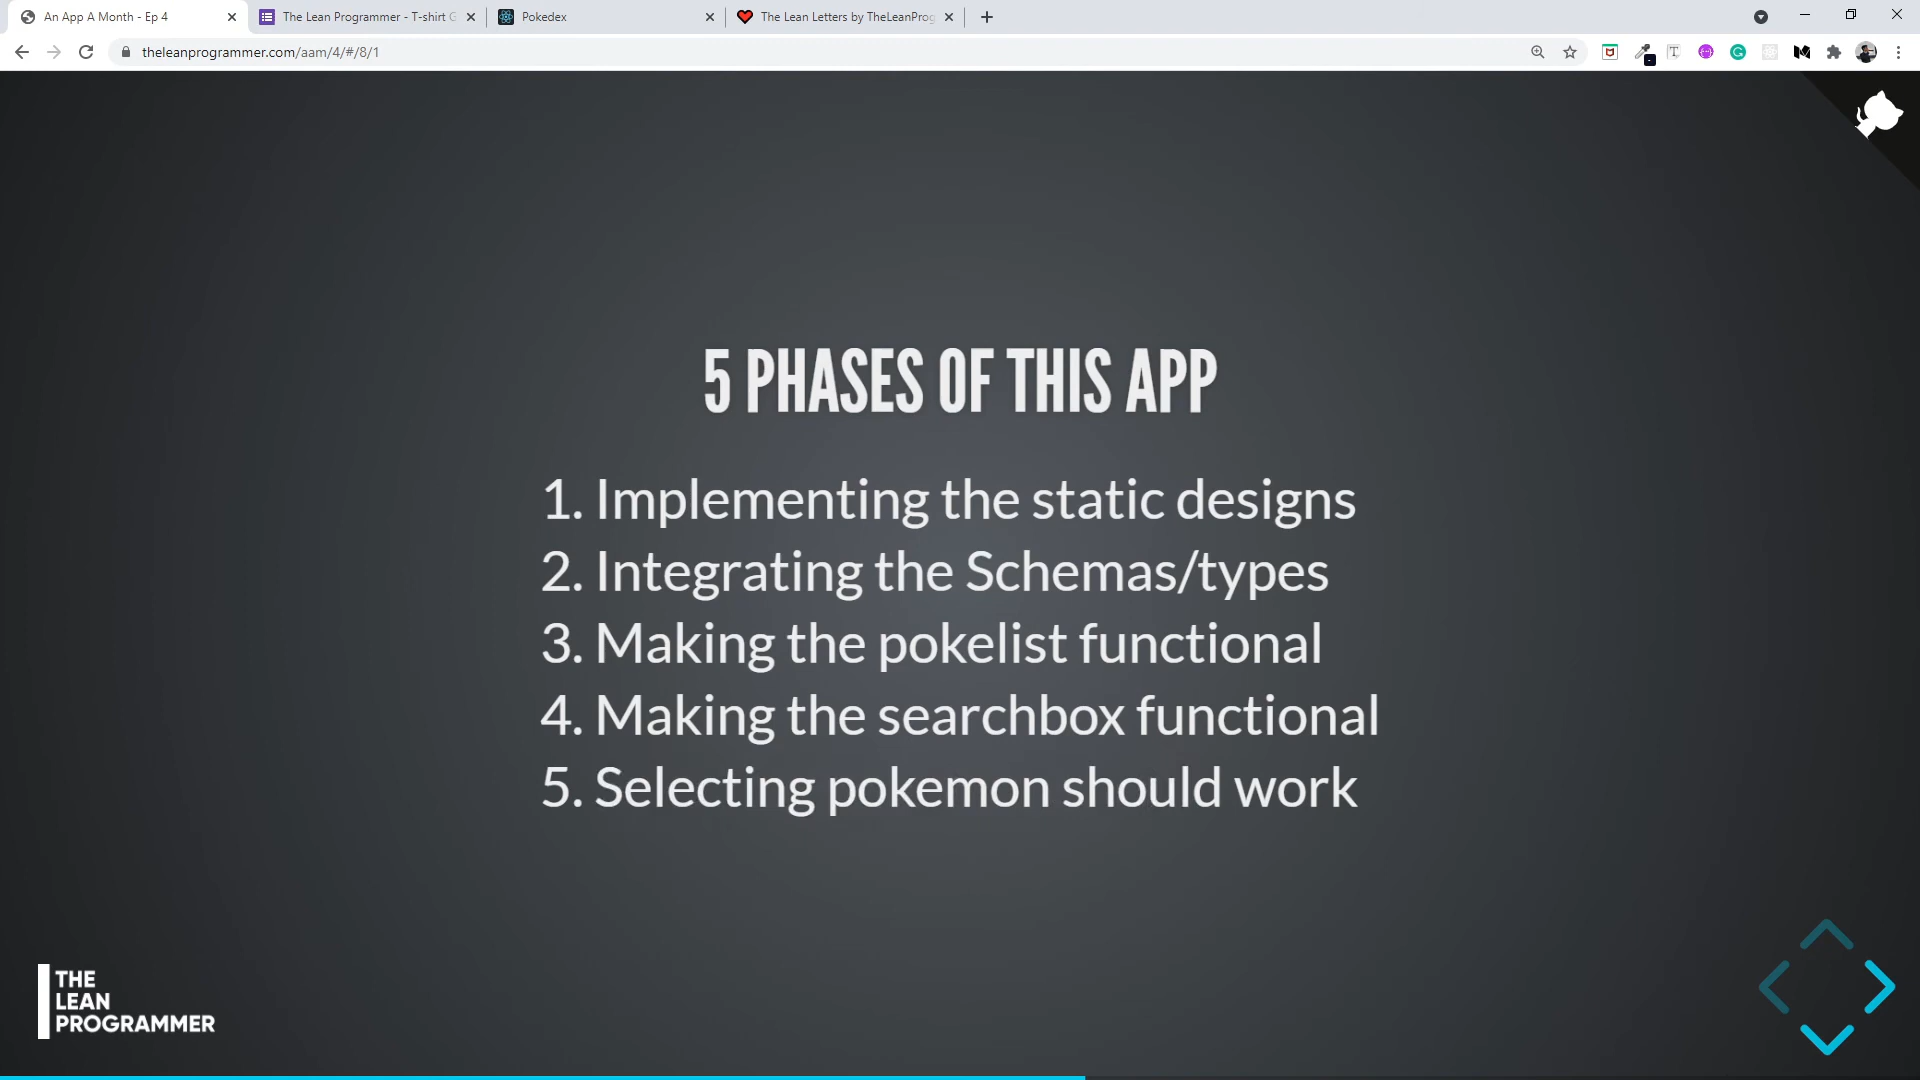 An App A Month - Ep 4
The Lean Programmer - T-shirt G
Pokedex
The Lean Letters by TheLeanProg
theleanprogrammer.com/aam/4/#/8/1
5 PHASES OF THIS APP
1. Implementing the static designs
2. Integrating the Schemas/types
3. Making the pokelist functional
4. Making the searchbox functional
5. Selecting pokemon should work
THE
LEAN
PROGRAMMER